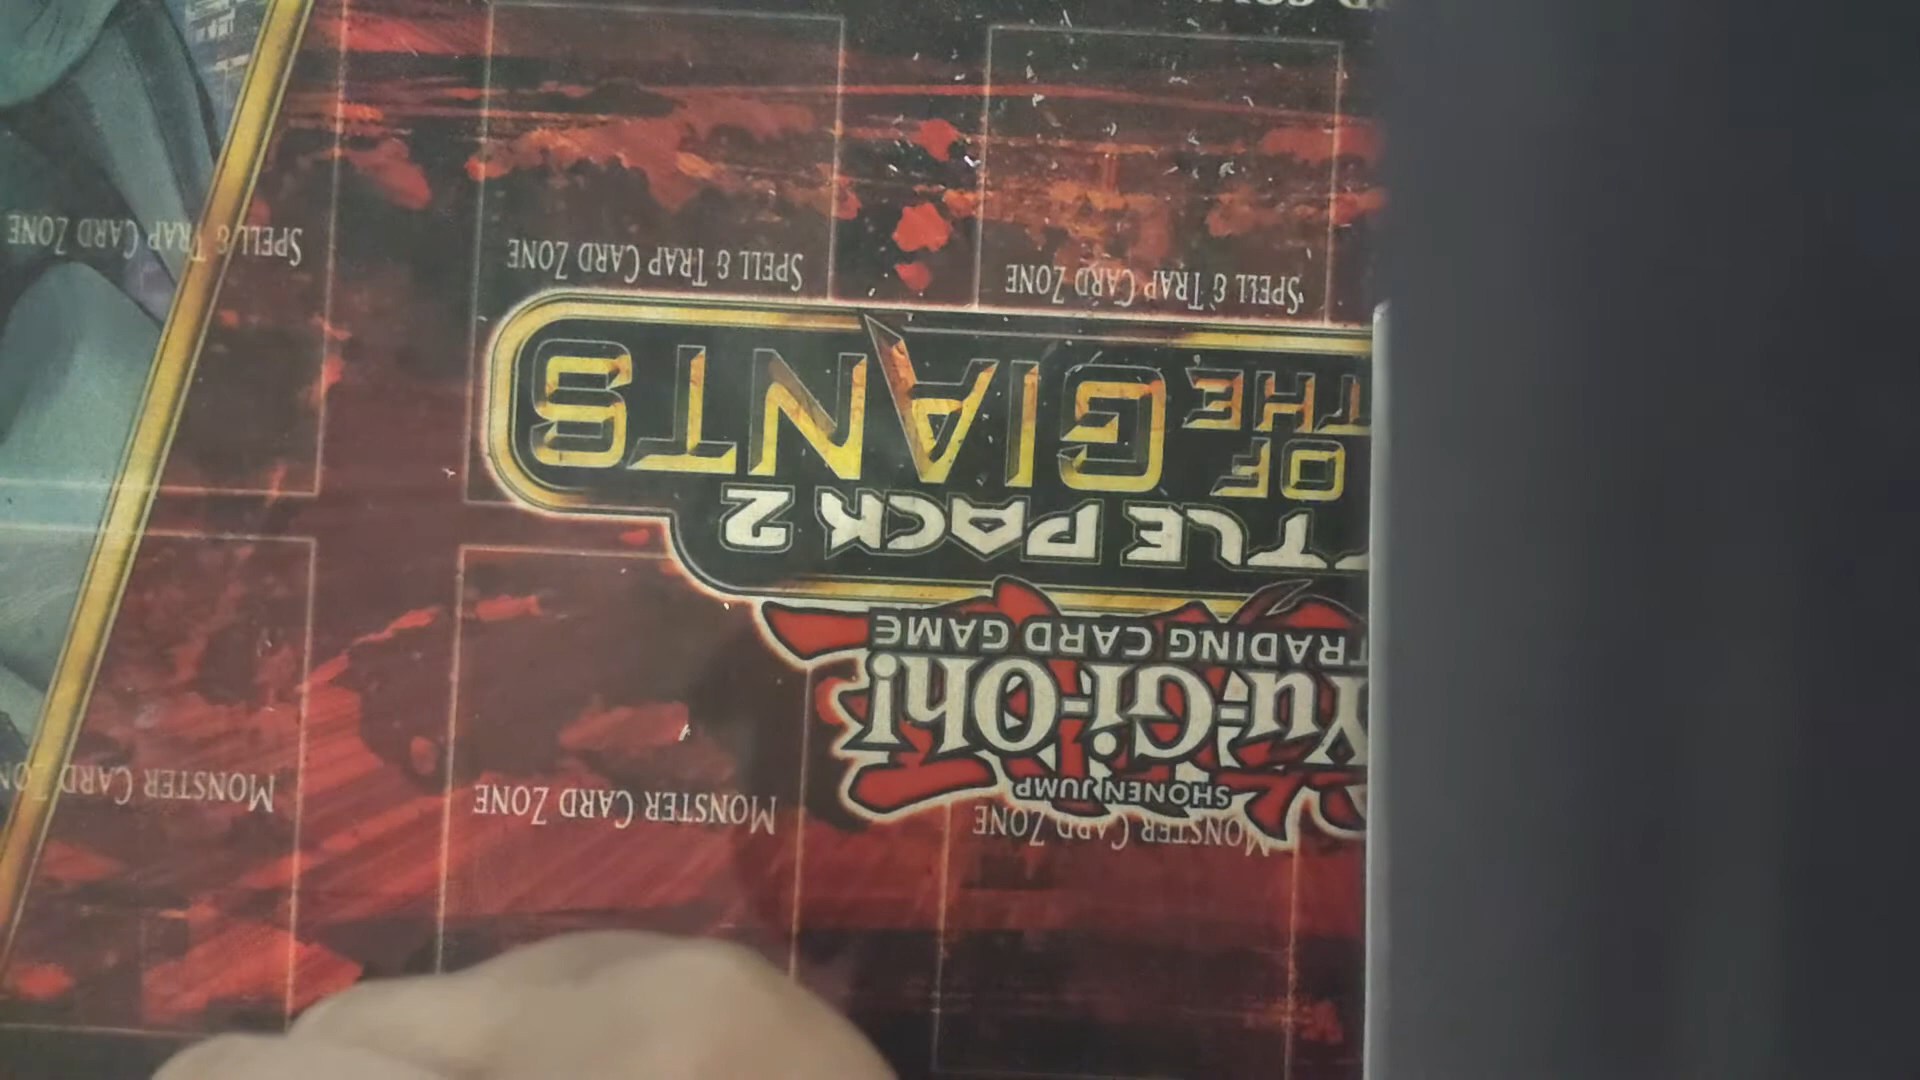 MONSTER CARD ZONE
MONSTER CARD ZONE
MONSTER CARD ZON
SHONEN JUMP
Yu-Gi-Oh!
TRADING CARD GAME
TLE PACK 2
OF THE GIANTS
SPELL & TRAP CARD ZONE
SPELL & TRAP CARD ZONE
SPELL & TRAP CARD ZONE